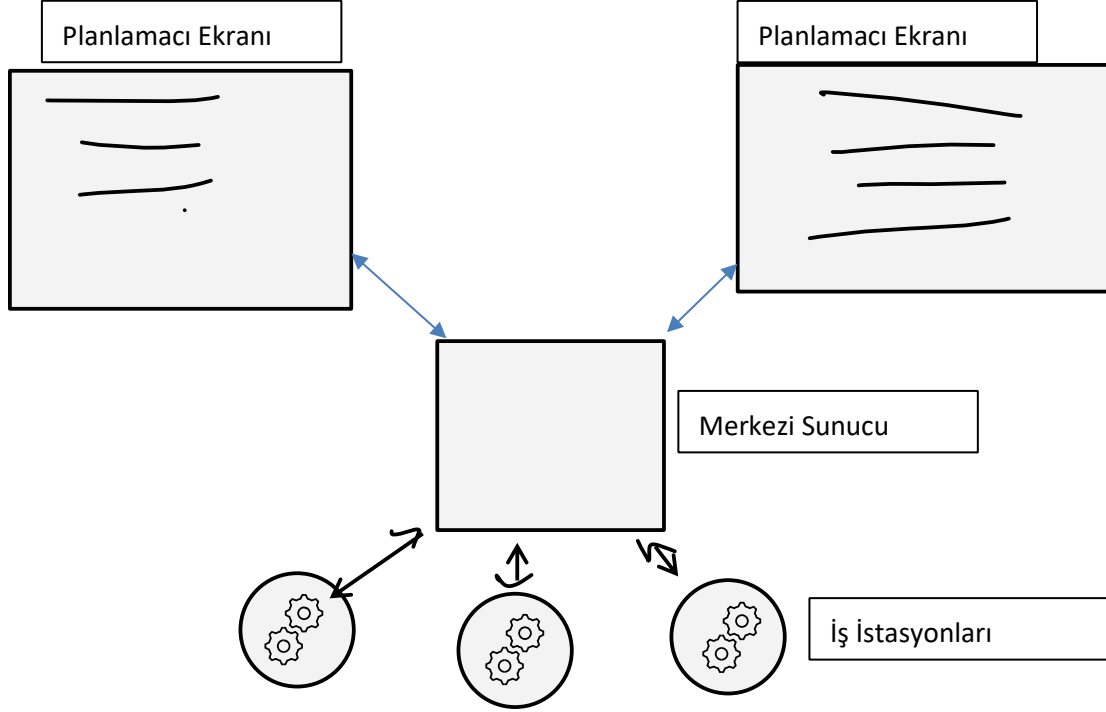 Planlamacı Ekranı
Planlamacı Ekranı
Merkezi Sunucu
İş İstasyonları